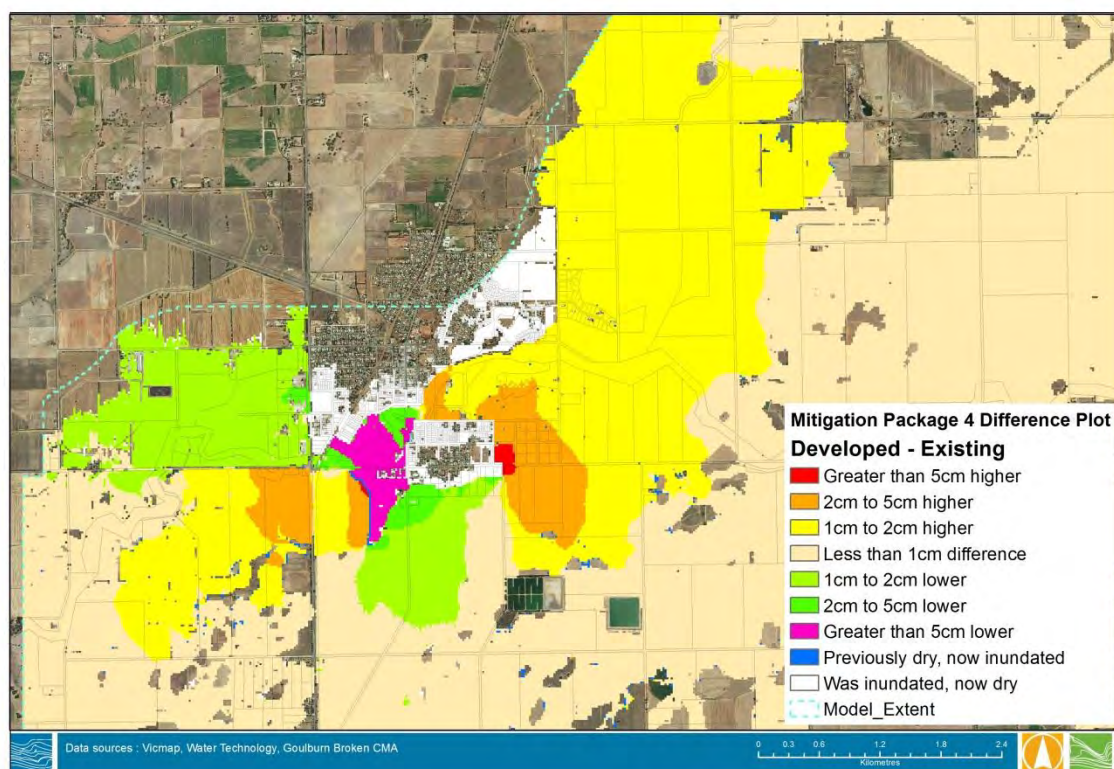 Mitigation Package 4 Difference Plot
Developed - Existing
Greater than 5cm higher
2cm to 5cm higher
1cm to 2cm higher
Less than 1cm difference
1cm to 2cm lower
2cm to 5cm lower
Greater than 5cm lower
Previously dry, now inundated
Was inundated, now dry
Model_Extent
Data sources : Vicmap, Water Technology, Goulburn Broken CMA
0 0.3 0.6 1.2 1.8 2.4
Kilometres